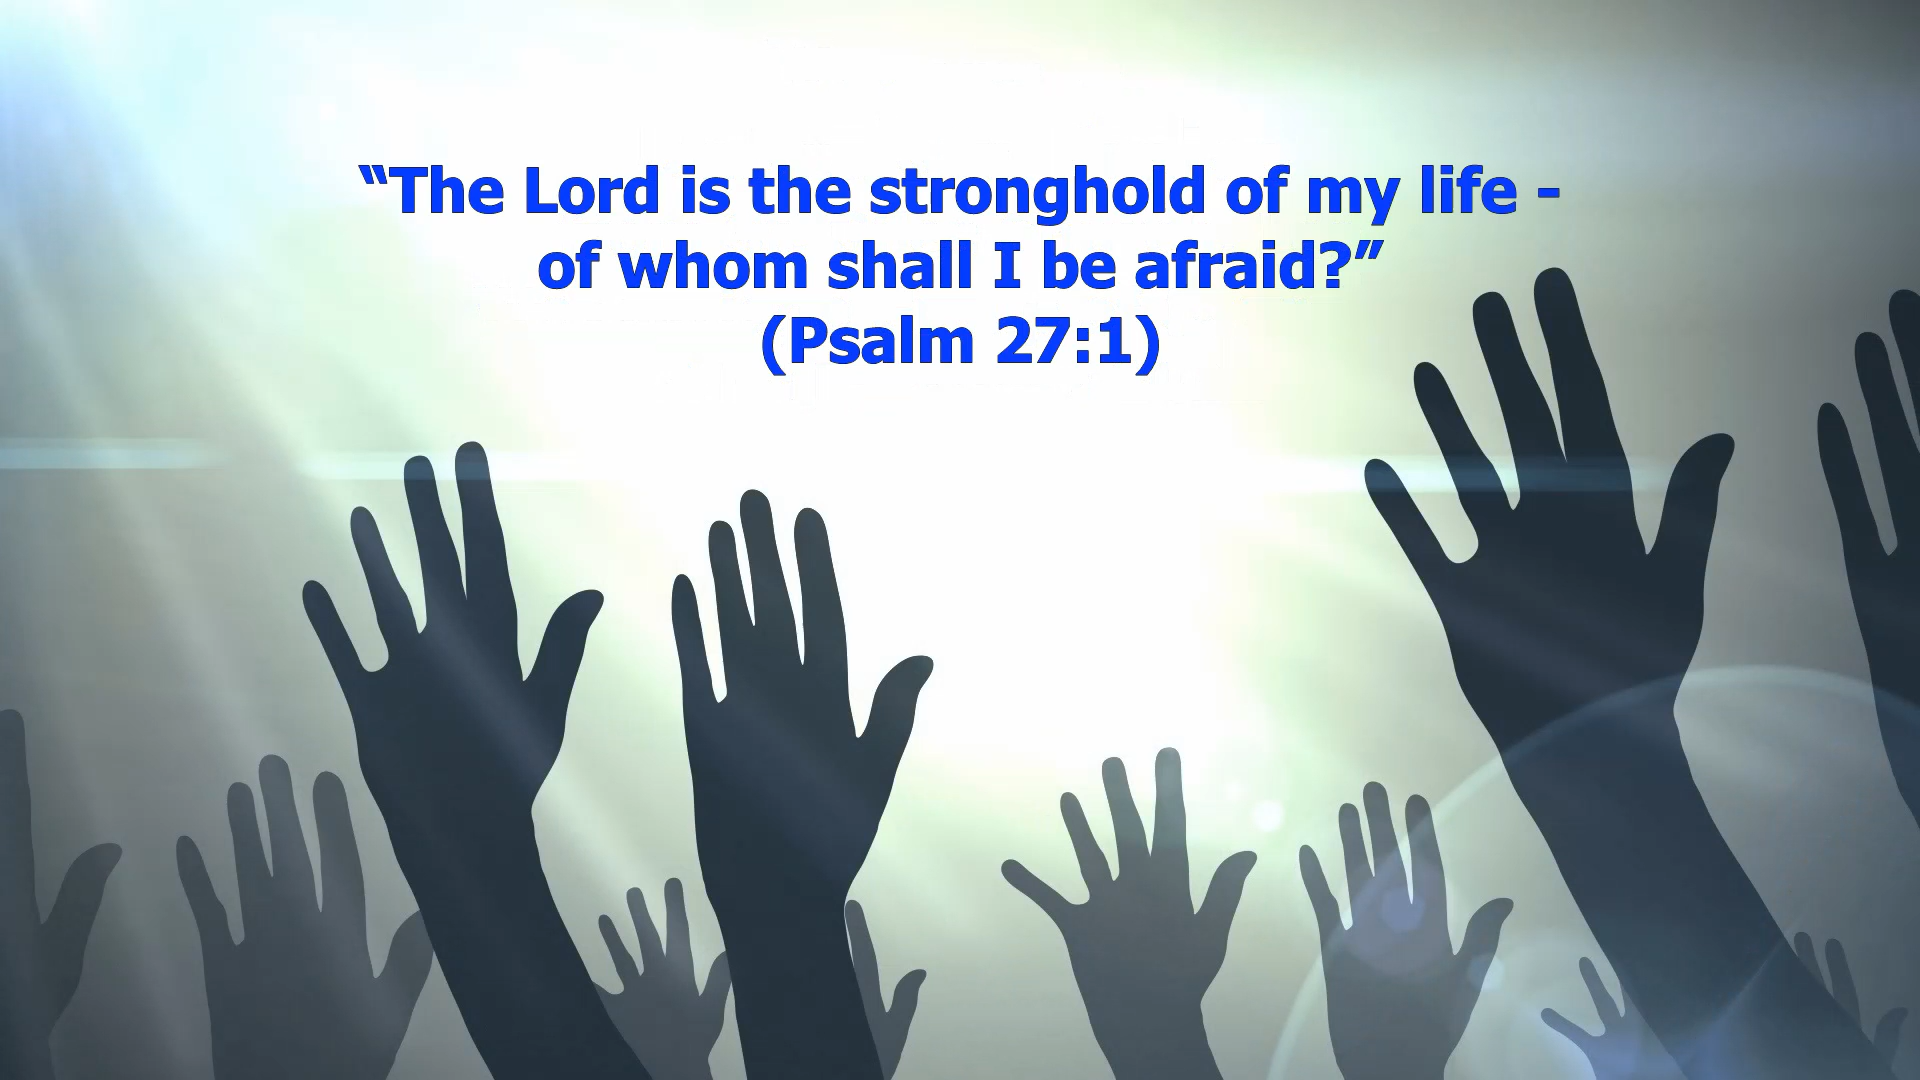 “The Lord is the stronghold of my life -
of whom shall I be afraid?”
(Psalm 27:1)